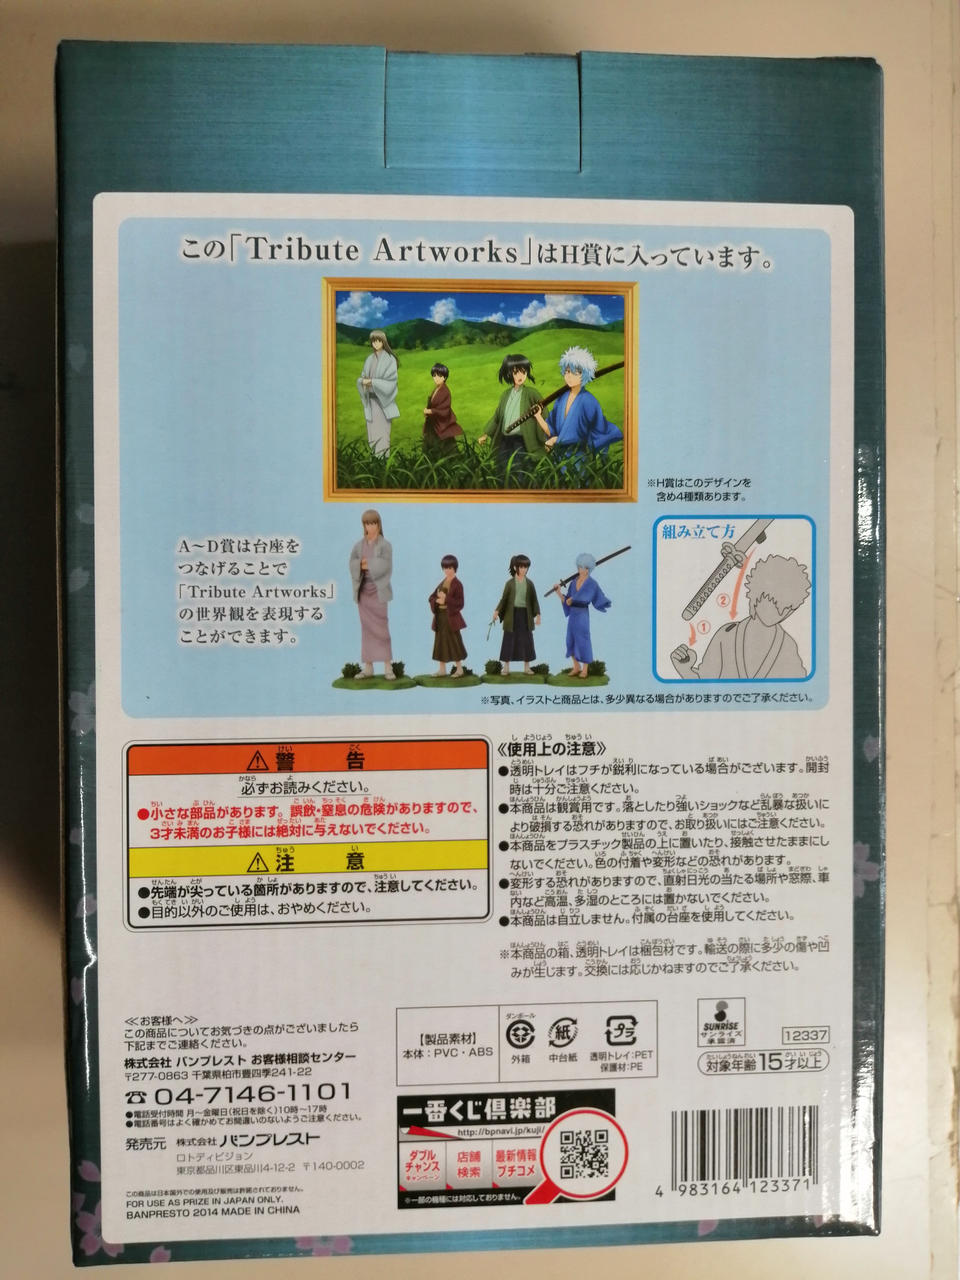 この「Tribute Artworks」はH賞に入っています。
※H賞はこのデザインを
含め4種類あります。
A～D賞は台座を
つなげることで
「Tribute Artworks」
の世界観を表現する
ことができます。
組み立て方
②
①
※写真、イラストと商品とは、多少異なる場合がありますのでご了承ください。
警告
必ずお読みください。
●小さな部品があります。誤飲・窒息の危険がありますので、
3才未満のお子様には絶対に与えないでください。
注意
●先端が尖っている箇所がありますので、注意してください。
●目的以外のご使用は、おやめください。
《使用上の注意》
●透明トレイはフチが鋭利になっている場合がございます。開封
時は十分ご注意ください。
●本商品は観賞用です。落としたり強いショックなど乱暴な扱いに
より破損する恐れがありますので、お取り扱いにはご注意ください。
●本商品をプラスチック製品の上に置いたり、接触させたままにし
ないでください。色の付着や変形などの恐れがあります。
●変形する恐れがありますので、直射日光の当たる場所や窓際、車
内など高温、多湿のところには置かないでください。
●本商品は自立しません。付属の台座を使用してください。
※本商品の箱、透明トレイは梱包材です。輸送の際に多少の傷や凹
みが生じます。交換には応じかねますのでご了承ください。
≪お客様へ≫
この商品についてお気づきの点がございましたら
下記までご連絡ください。
株式会社 バンプレスト お客様相談センター
〒277-0863 千葉県柏市豊四季241-22
☎04-7146-1101
●電話受付時間 月～金曜日(祝日を除く)10時～17時
●電話番号はよく確かめてお間違いのないようご注意ください。
発売元 株式会社 バンプレスト
ロトディビジョン
東京都品川区東品川4-12-2 〒140-0002
この商品は日本国外での使用及び販売は許諾されておりません。
FOR USE AS PRIZE IN JAPAN ONLY.
BANPRESTO 2014 MADE IN CHINA
【製品素材】
本体：PVC・ABS
ダンボール
外箱
紙
中台紙
プラ
透明トレイ：PET
保護材：PE
SUNRISE
サンライズ
承認済
12337
対象年齢15才以上
一番くじ倶楽部
http://bpnavi.jp/kuji/
ダブル
チャンス
キャンペーン
店舗
検索
最新情報
プチコメ
※一部の機種には対応しておりません。
4 983164 123371